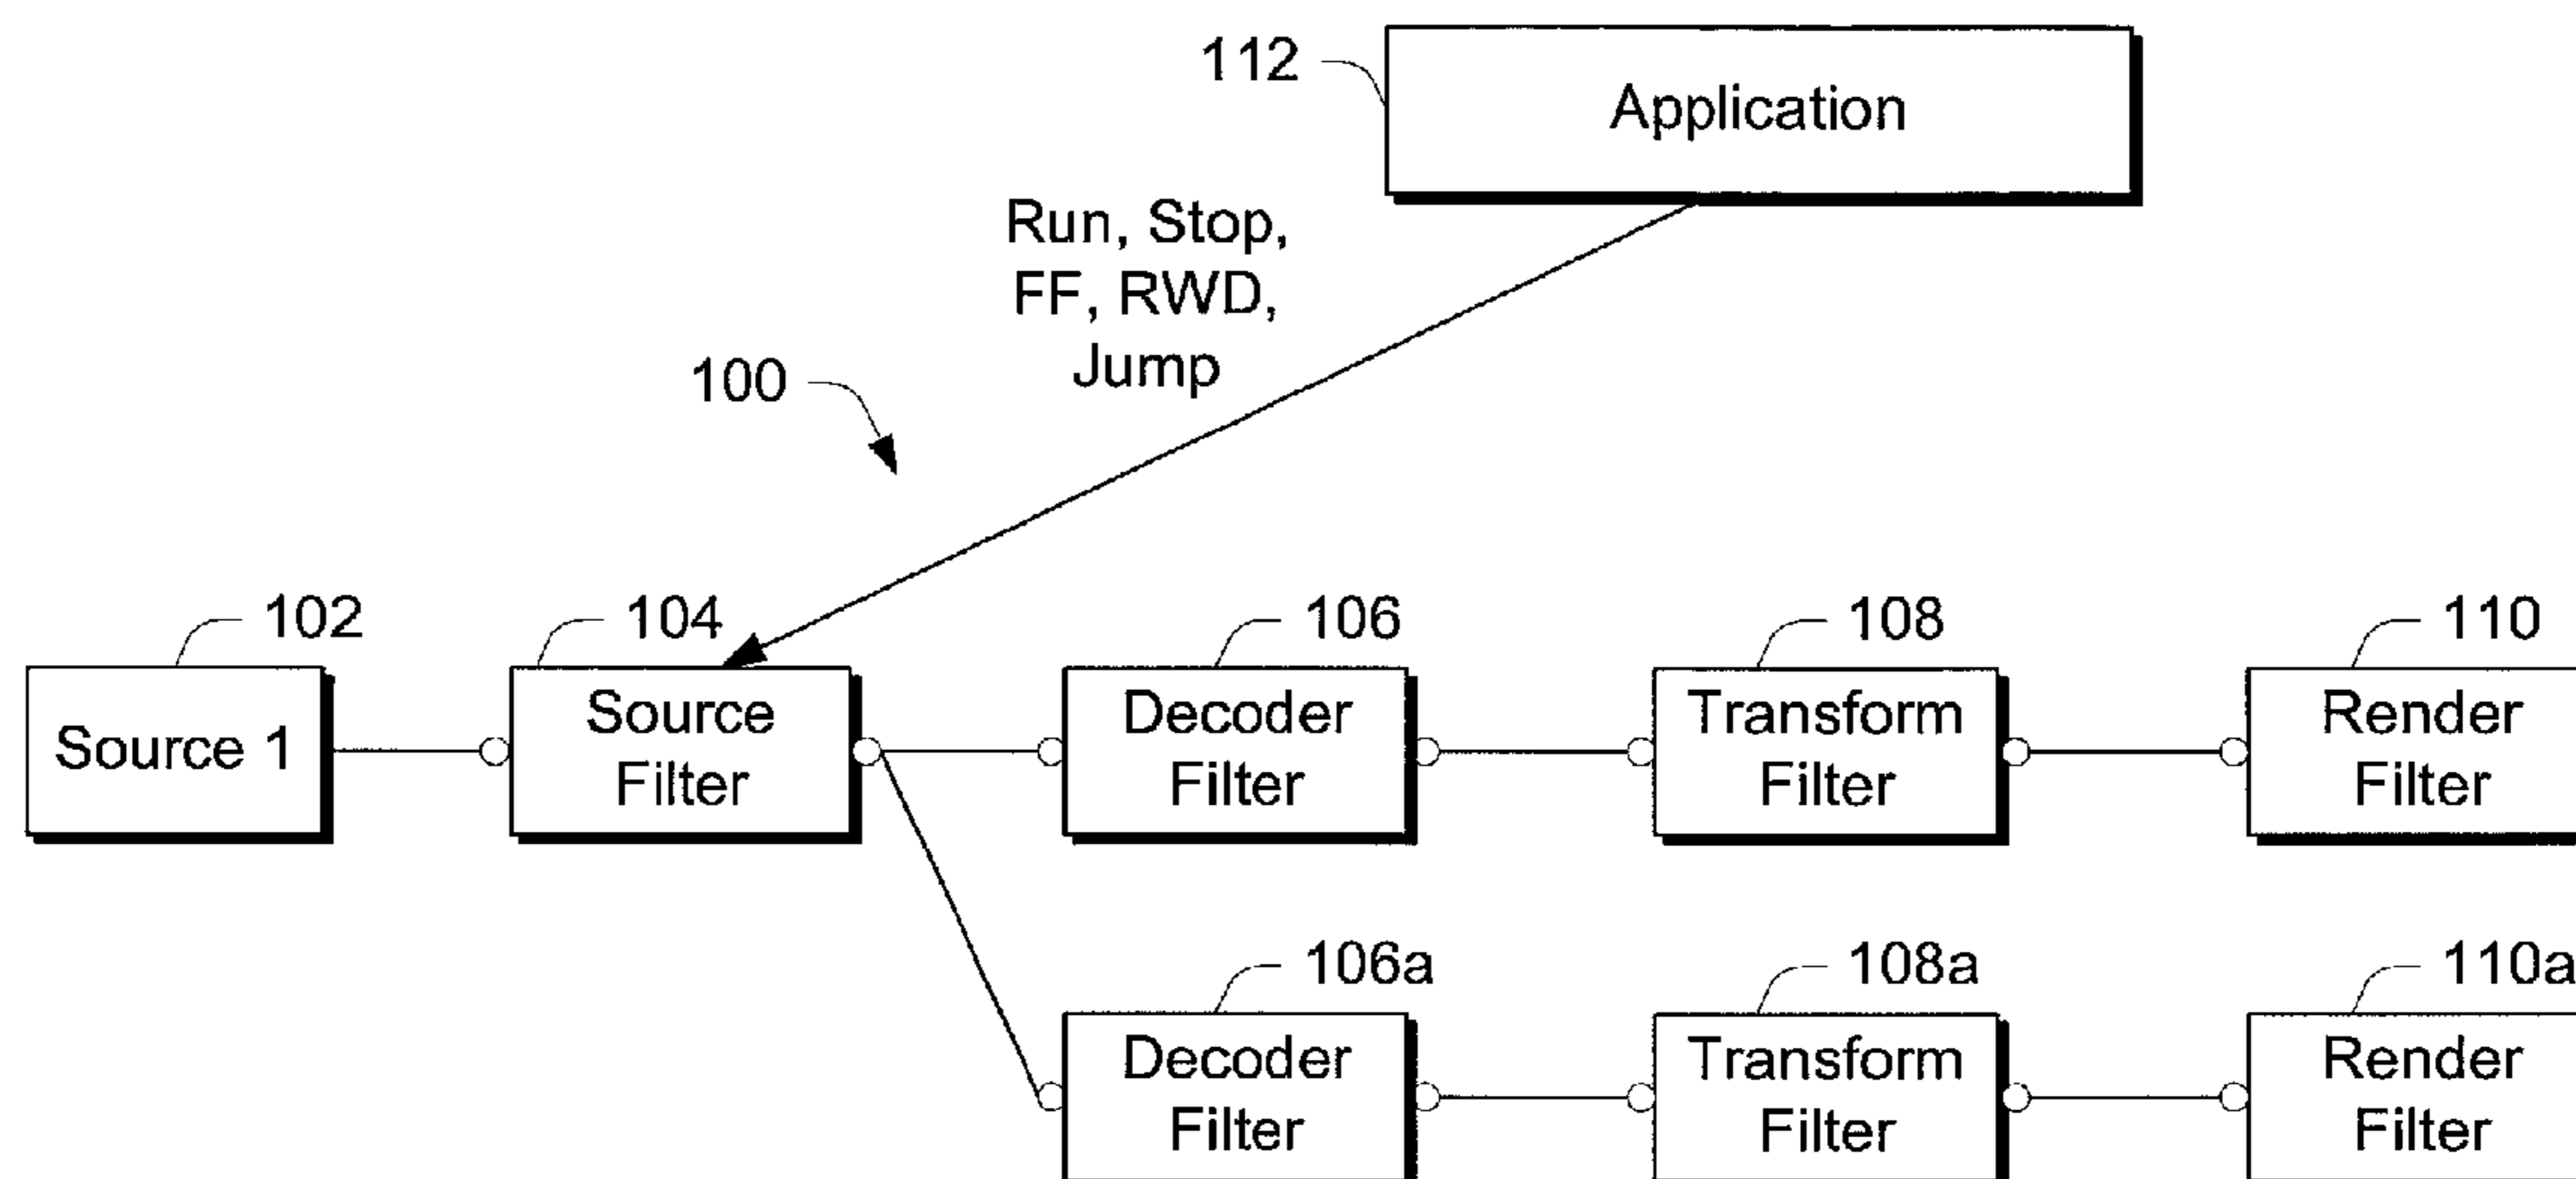 112
Application
Run, Stop,
FF, RWD,
Jump
100
102
104
106
108
110
Source 1
Source
Filter
Decoder
Filter
Transform
Filter
Render
Filter
106a
108a
110a
Decoder
Filter
Transform
Filter
Render
Filter